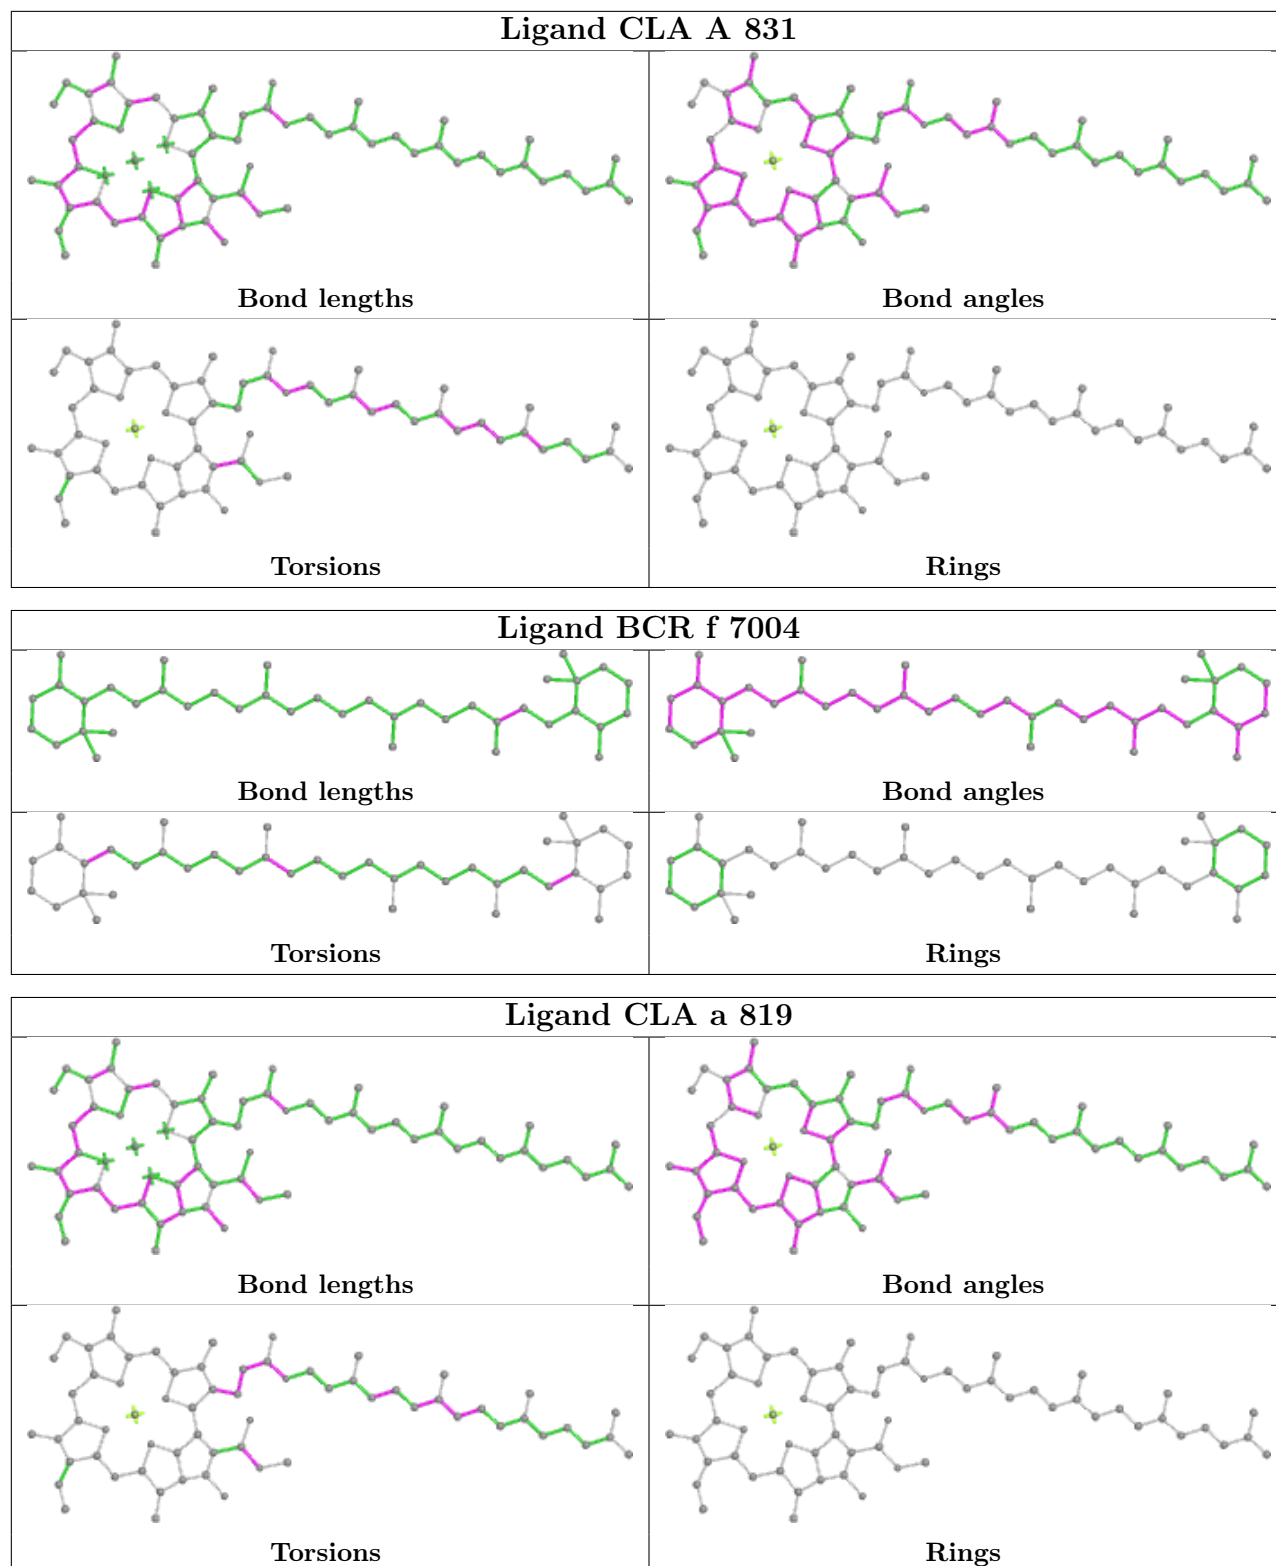 Ligand CLA A 831
Bond lengths
Bond angles
Torsions
Rings
Ligand BCR f 7004
Bond lengths
Bond angles
Torsions
Rings
Ligand CLA a 819
Bond lengths
Bond angles
Torsions
Rings